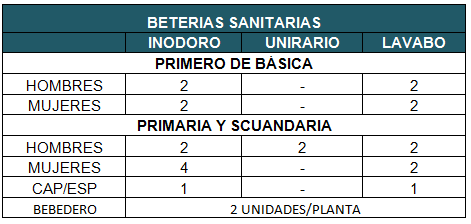 BETERIAS SANITARIAS
INODORO UNIRARIO LAVABO
PRIMERO DE BÁSICA
HOMBRES 2 - 2
MUJERES 2 - 2
PRIMARIA Y SCUANDARIA
HOMBRES 2 2 2
MUJERES 4 - 2
CAP/ESP 1 - 1
BEBEDERO 2 UNIDADES/PLANTA